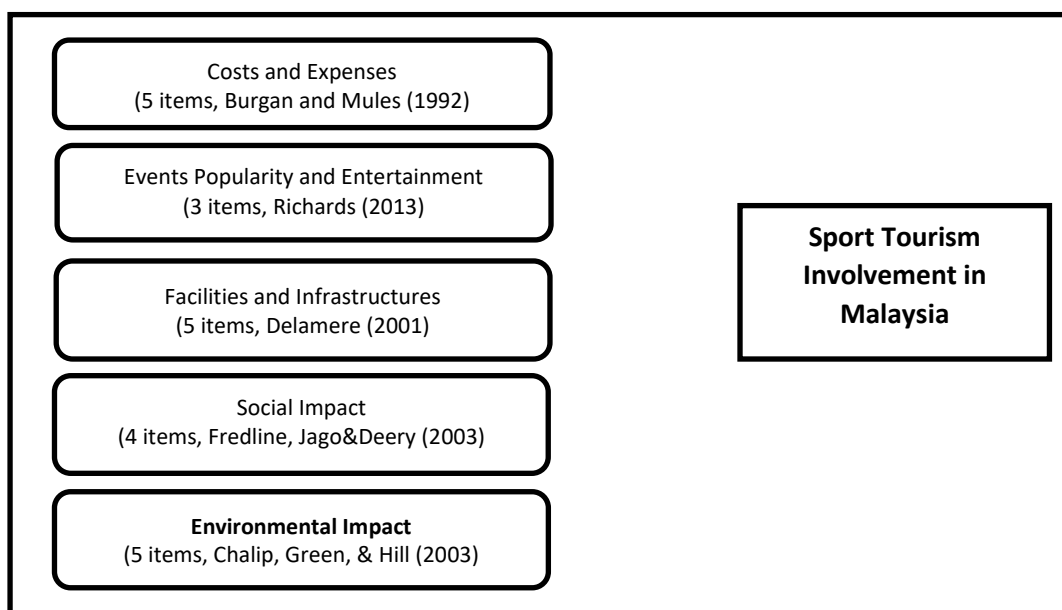 Costs and Expenses
(5 items, Burgan and Mules (1992)
Events Popularity and Entertainment
(3 items, Richards (2013)
Facilities and Infrastructures
(5 items, Delamere (2001)
Social Impact
(4 items, Fredline, Jago&Deery (2003)
Environmental Impact
(5 items, Chalip, Green, & Hill (2003)
Sport Tourism
Involvement in
Malaysia